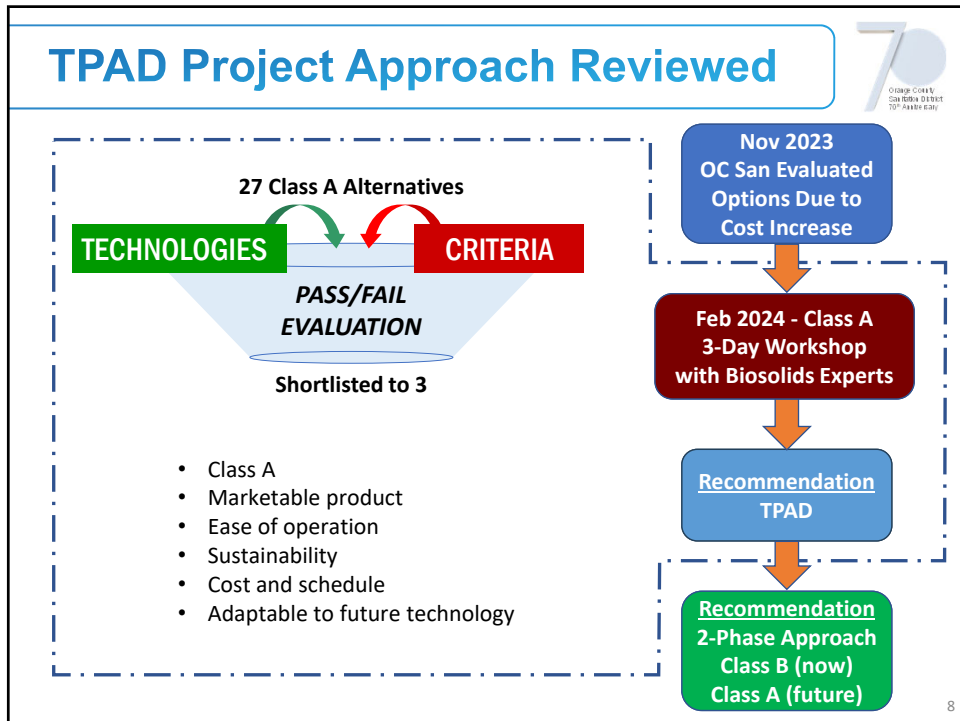 TPAD Project Approach Reviewed
70
Orange County
Sanitation District
70th Anniversary
27 Class A Alternatives
TECHNOLOGIES
CRITERIA
PASS/FAIL
EVALUATION
Shortlisted to 3
• Class A
• Marketable product
• Ease of operation
• Sustainability
• Cost and schedule
• Adaptable to future technology
Nov 2023
OC San Evaluated
Options Due to
Cost Increase
Feb 2024 - Class A
3-Day Workshop
with Biosolids Experts
Recommendation
TPAD
Recommendation
2-Phase Approach
Class B (now)
Class A (future)
8